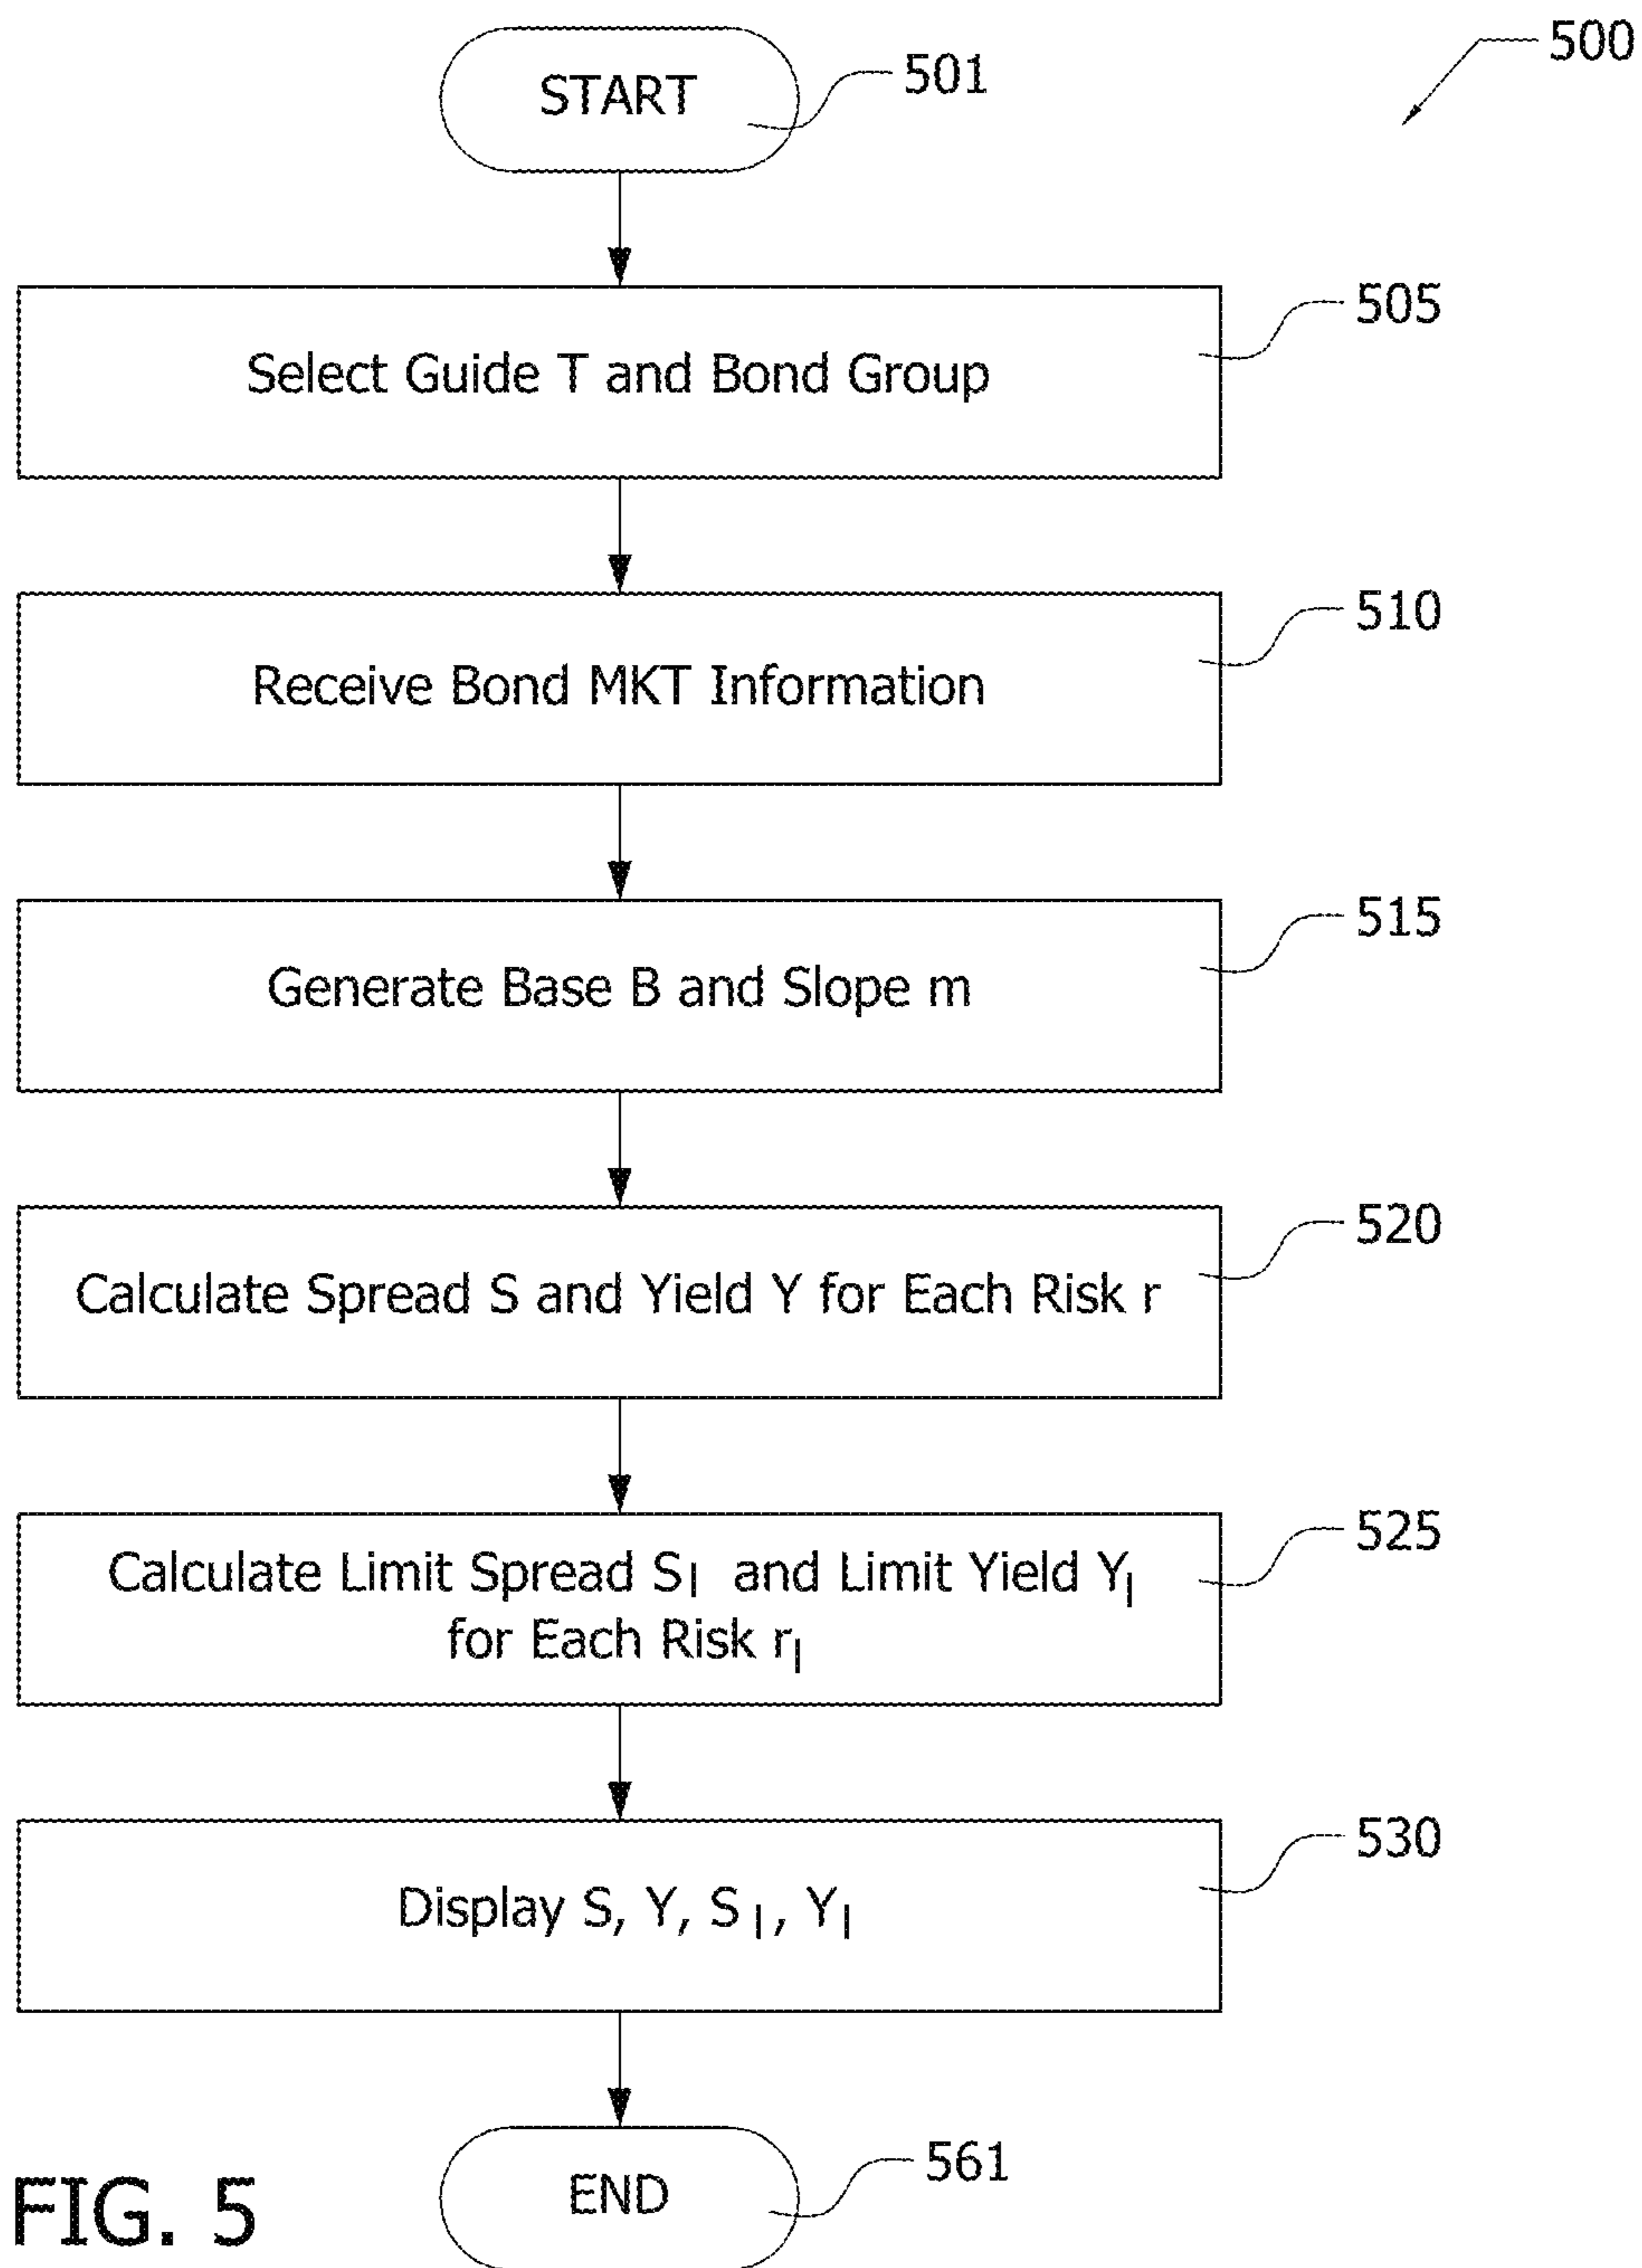 500
START
501
Select Guide T and Bond Group
505
Receive Bond MKT Information
510
Generate Base B and Slope m
515
Calculate Spread S and Yield Y for Each Risk r
520
Calculate Limit Spread Sl and Limit Yield Yl
for Each Risk rl
525
Display S, Y, Sl, Yl
530
END
561
FIG. 5